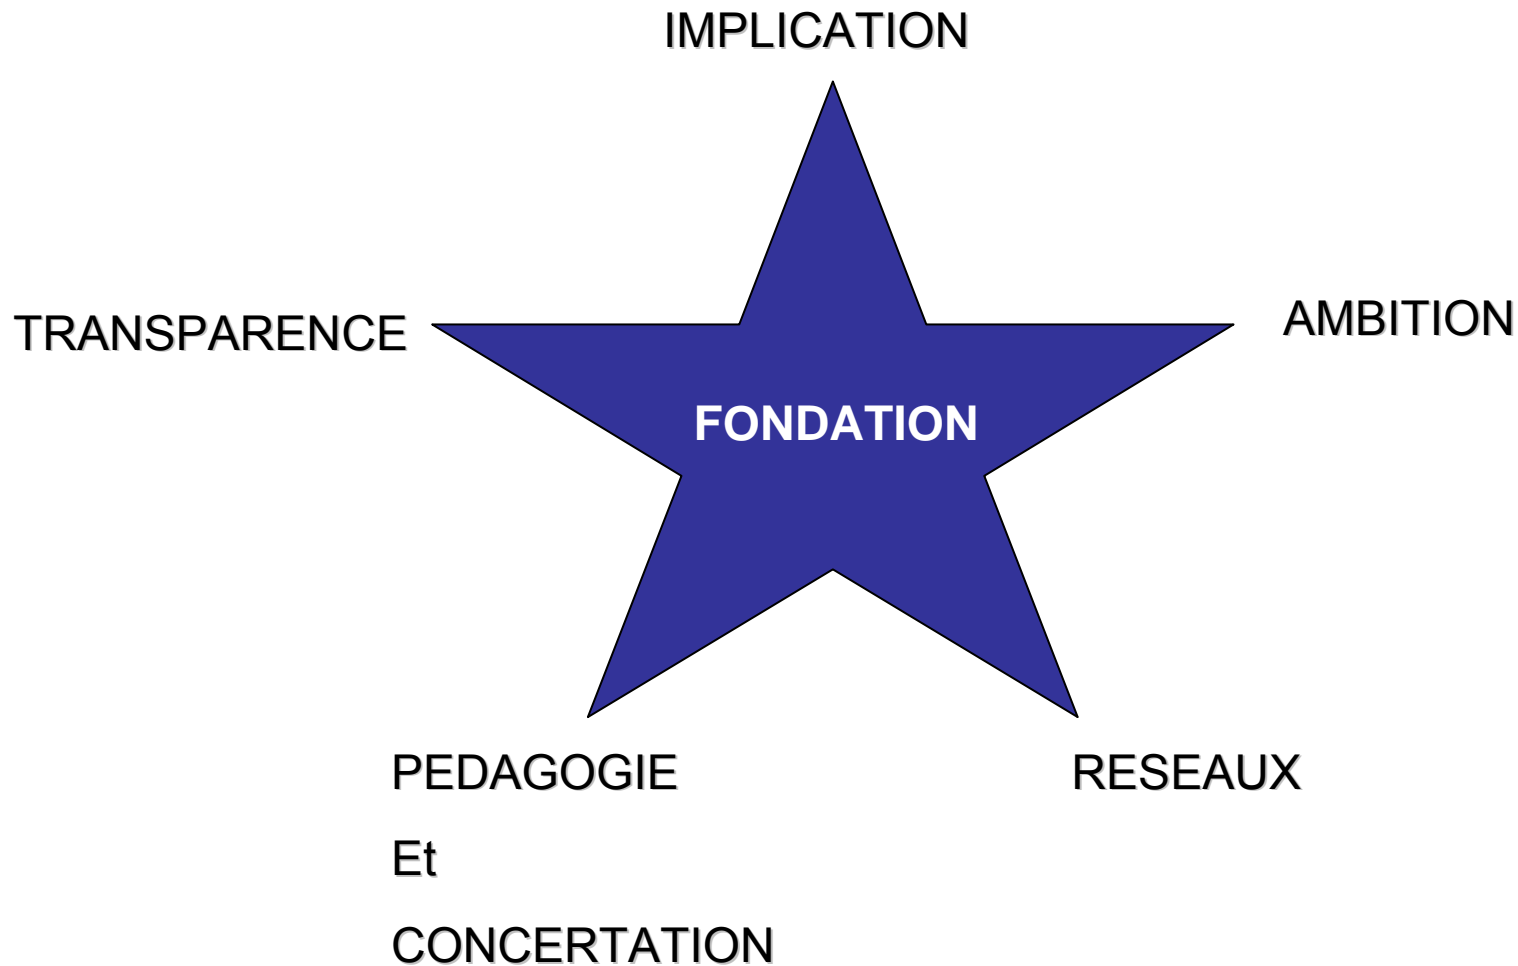 IMPLICATION
TRANSPARENCE
AMBITION
FONDATION
PEDAGOGIE
RESEAUX
Et
CONCERTATION